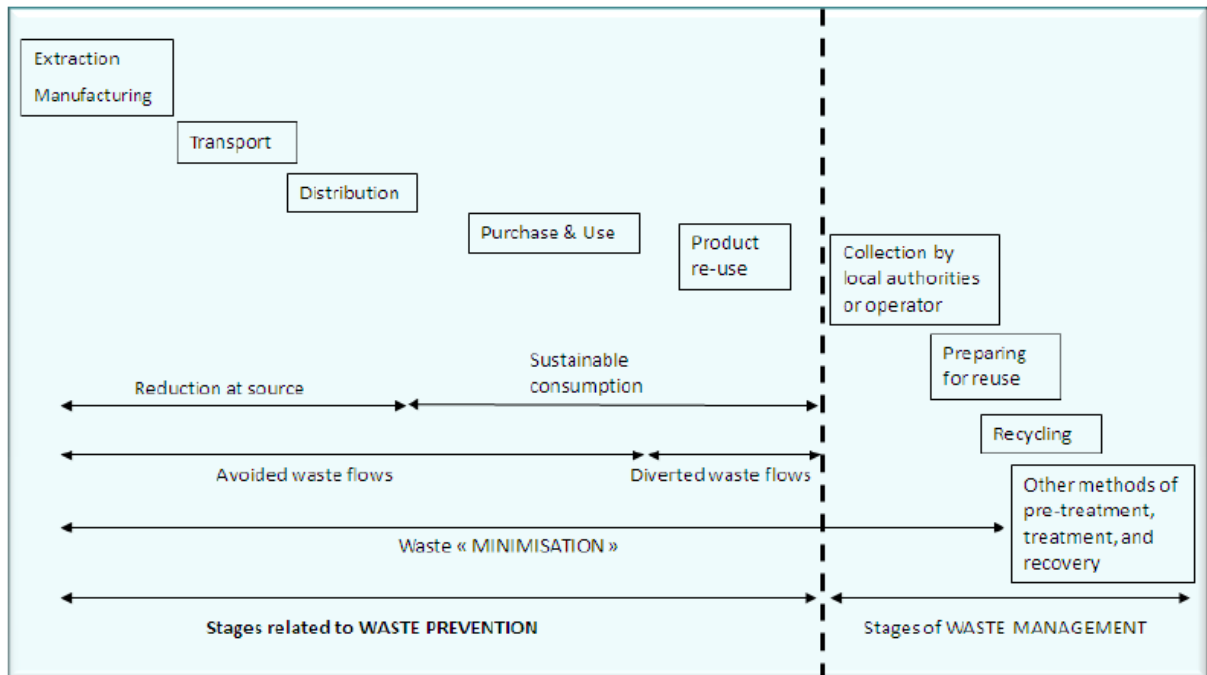 Extraction
Manufacturing
Transport
Distribution
Purchase & Use
Product
re-use
Collection by
local authorities
or operator
Preparing
for reuse
Recycling
Other methods of
pre-treatment,
treatment, and
recovery
Reduction at source
Sustainable
consumption
Avoided waste flows
Diverted waste flows
Waste « MINIMISATION »
Stages related to WASTE PREVENTION
Stages of WASTE MANAGEMENT